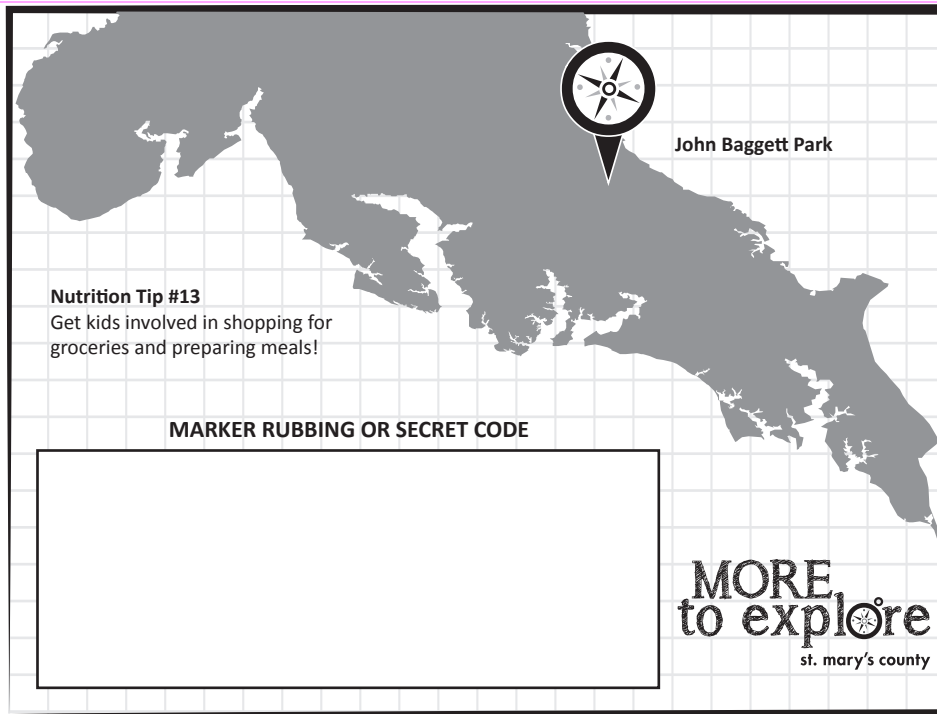 John Baggett Park
Nutrition Tip #13
Get kids involved in shopping for
groceries and preparing meals!
MARKER RUBBING OR SECRET CODE
MORE
to explore
st. mary's county